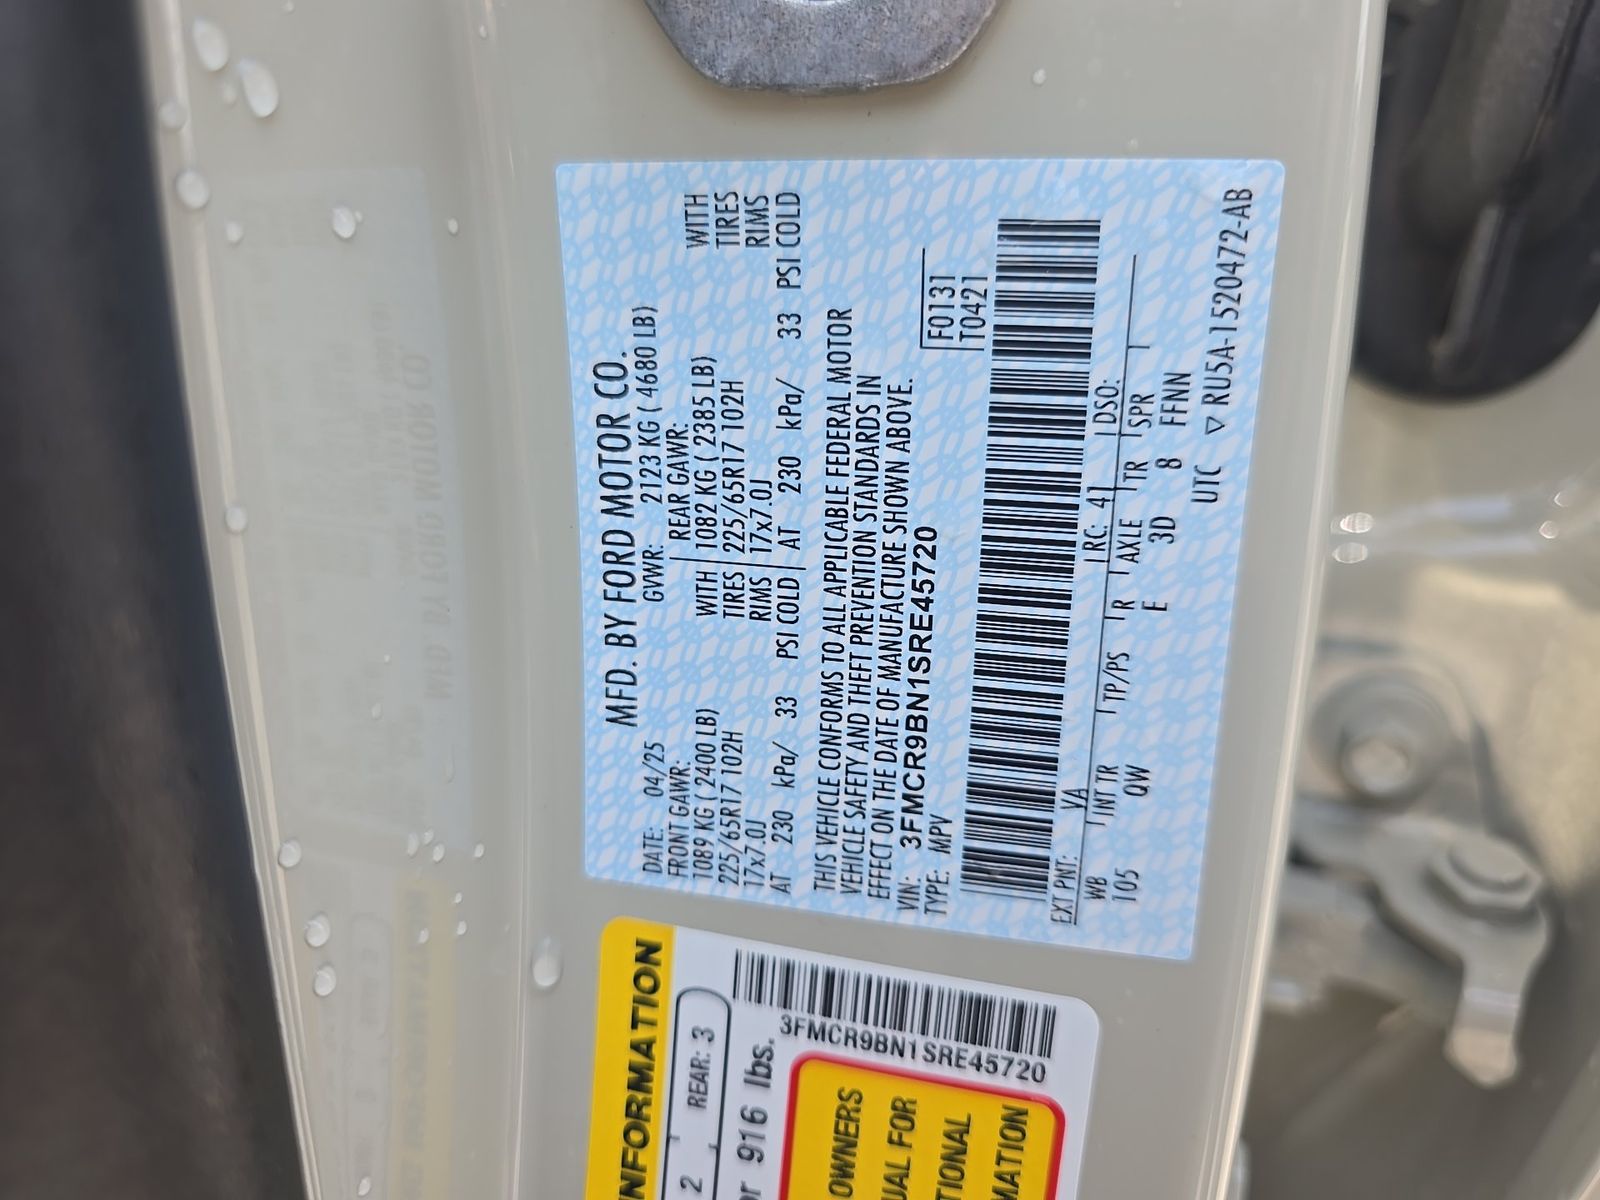 MFD. BY FORD MOTOR CO.
DATE: 04/25 GVWR: 2123 KG ( 4680 LB)
FRONT GAWR: REAR GAWR:
1089 KG ( 2400 LB) WITH 1082 KG ( 2385 LB) WITH
225/65R17 102H TIRES 225/65R17 102H TIRES
17x7.0J RIMS 17x7.0J RIMS
AT 230 kPa/ 33 PSI COLD AT 230 kPa/ 33 PSI COLD
THIS VEHICLE CONFORMS TO ALL APPLICABLE FEDERAL MOTOR
VEHICLE SAFETY AND THEFT PREVENTION STANDARDS IN
EFFECT ON THE DATE OF MANUFACTURE SHOWN ABOVE.
VIN: 3FMCR9BN1SRE45720
TYPE: MPV
F0131
T0421
EXT PNT: VA RC: 41 DSO:
WB INT TR TP/PS R AXLE TR SPR
105 QW E 3D 8 FFNN
UTC ▽ RU5A-1520472-AB
INFORMATION
2 REAR: 3
916 lbs.
3FMCR9BN1SRE45720
OWNERS
FOR